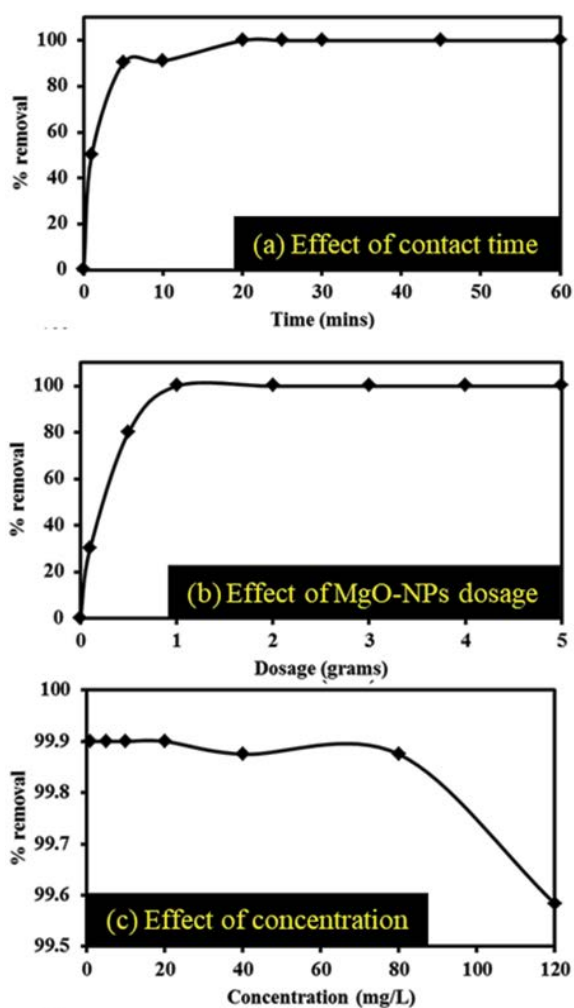 100
80
60
40
20
0
% removal
(a) Effect of contact time
0 10 20 30 40 50 60
Time (mins)
100
80
60
40
20
0
% removal
(b) Effect of MgO-NPs dosage
0 1 2 3 4 5
Dosage (grams)
100
99.9
99.8
99.7
99.6
99.5
% removal
(c) Effect of concentration
0 20 40 60 80 100 120
Concentration (mg/L)